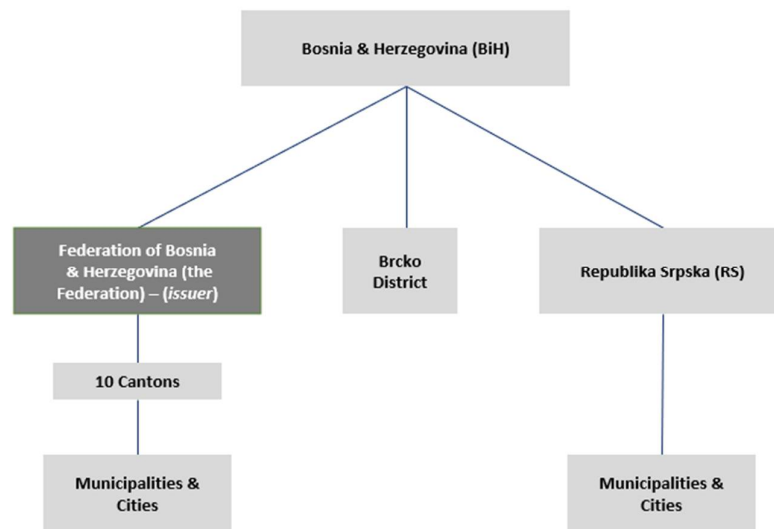 Bosnia & Herzegovina (BiH)
Federation of Bosnia
& Herzegovina (the
Federation) – (issuer)
Brcko
District
Republika Srpska (RS)
10 Cantons
Municipalities &
Cities
Municipalities &
Cities